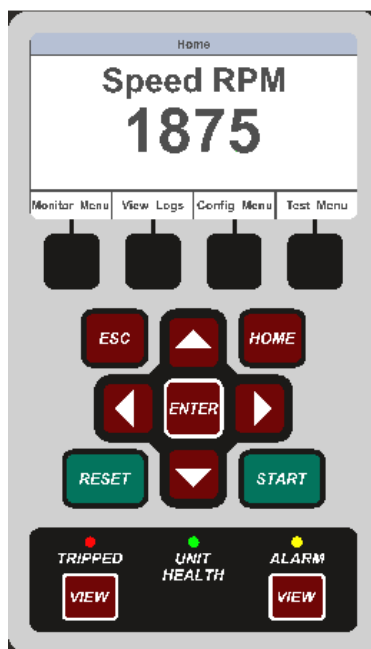 Home
Speed RPM
1875
Monitor Menu View Logs Config Menu Test Menu
ESC HOME
ENTER
RESET START
TRIPPED UNIT HEALTH ALARM
VIEW VIEW